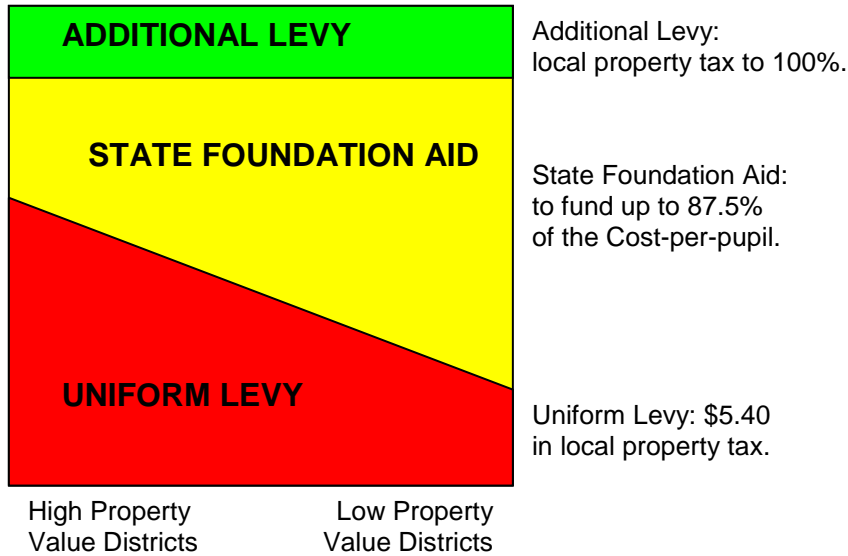 ADDITIONAL LEVY
Additional Levy:
local property tax to 100%.
STATE FOUNDATION AID
State Foundation Aid:
to fund up to 87.5%
of the Cost-per-pupil.
UNIFORM LEVY
Uniform Levy: $5.40
in local property tax.
High Property
Value Districts
Low Property
Value Districts